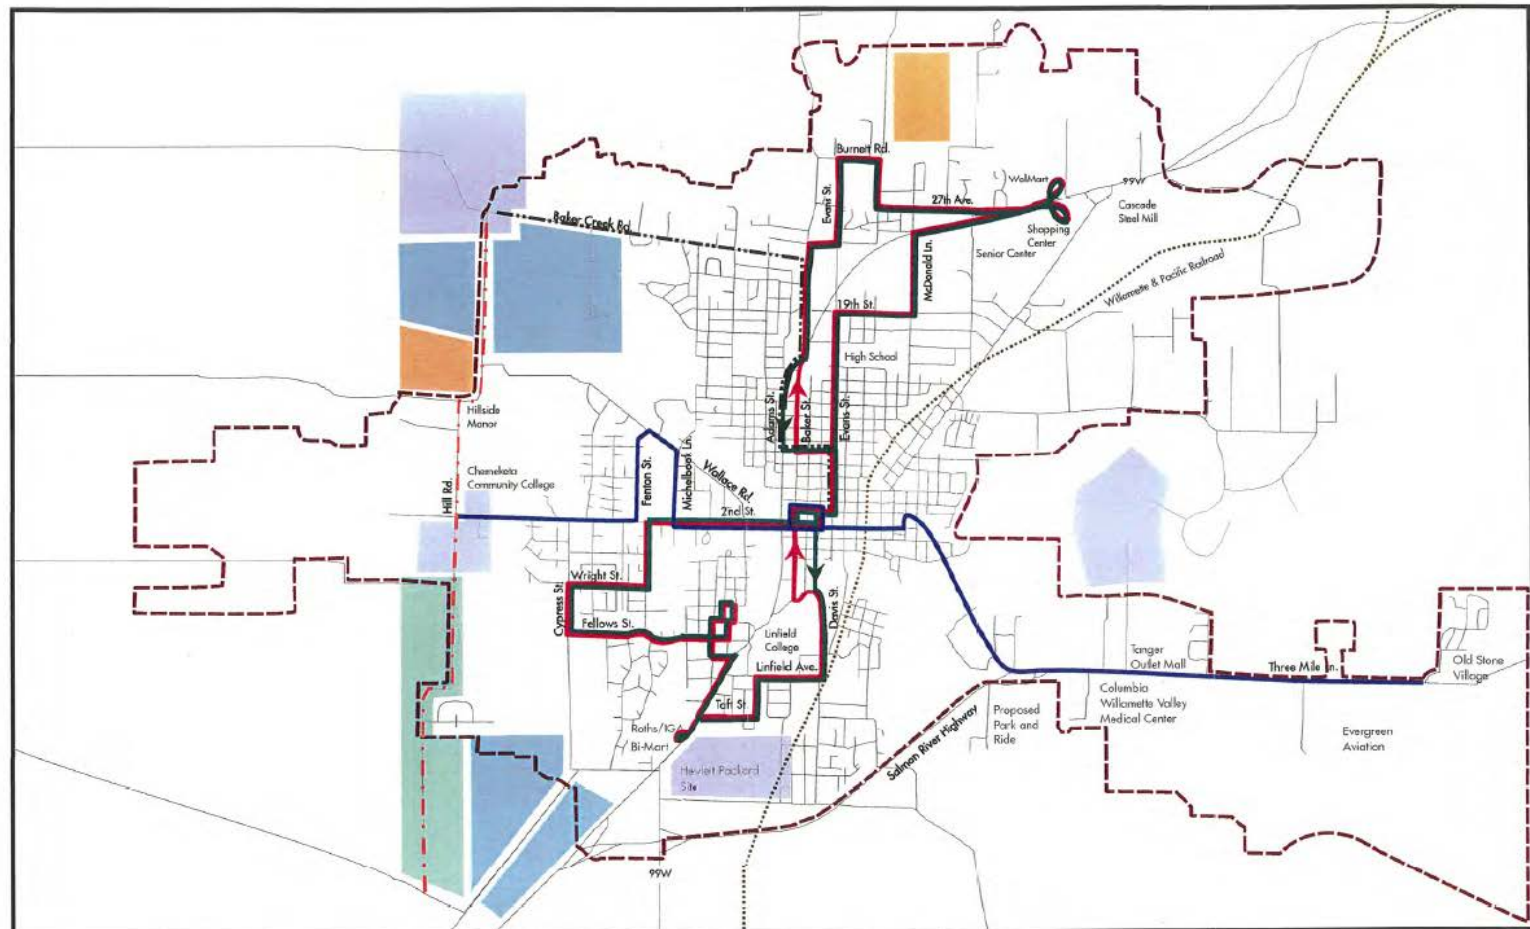 Burnett Rd.
Evans St.
WalMart
27th Ave.
99W
Cascade
Steel Mill
Shopping
Center
Baker Creek Rd.
McDonald Ln.
Senior Center
Willamette & Pacific Railroad
19th St.
High School
Adams St.
Baker St.
Evans St.
Hillside
Manor
Chemeketa
Community College
Hill Rd.
Fenton St.
Michelbook Ln.
Wallace Rd.
2nd St.
Wright St.
Cypress St.
Fellows St.
Davis St.
Linfield
College
Linfield Ave.
Taft St.
Tanger
Outlet Mall
Three Mile Ln.
Old Stone
Village
Columbia
Willamette Valley
Medical Center
Roths/IGA
Bi-Mart
Salmon River Highway
Proposed
Park and
Ride
Evergreen
Aviation
Hewlett Packard
Site
99W